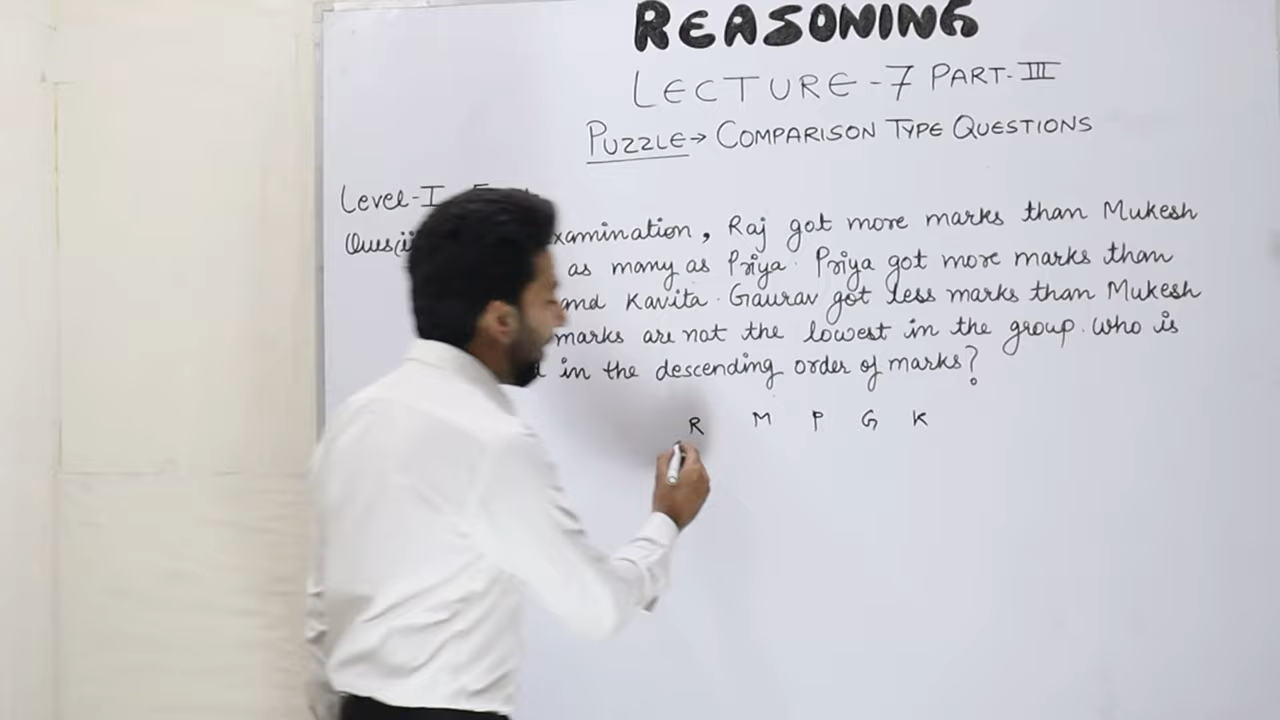 REASONING
LECTURE-7 PART-III
PUZZLE→ COMPARISON TYPE QUESTIONS
Level-I
Ques(i) xamination, Raj got more marks than Mukesh
as many as Priya. Priya got more marks than
and Kavita. Gaurav got less marks than Mukesh
marks are not the lowest in the group. who is
in the descending order of marks?
R M P G K